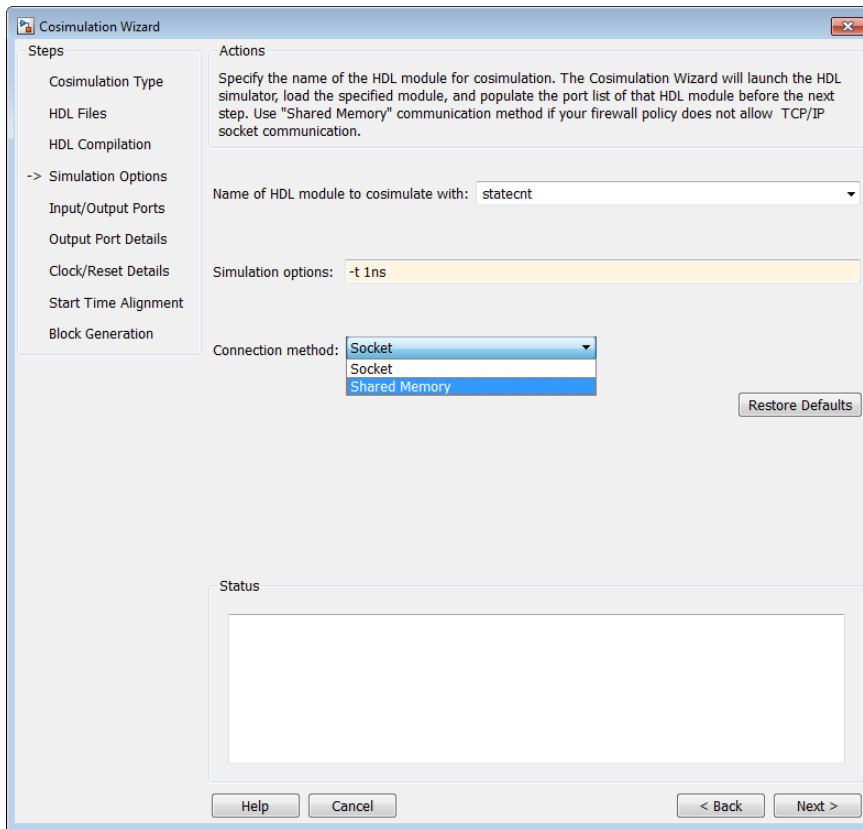 Cosimulation Wizard
Steps
Cosimulation Type
HDL Files
HDL Compilation
-> Simulation Options
Input/Output Ports
Output Port Details
Clock/Reset Details
Start Time Alignment
Block Generation
Actions
Specify the name of the HDL module for cosimulation. The Cosimulation Wizard will launch the HDL
simulator, load the specified module, and populate the port list of that HDL module before the next
step. Use "Shared Memory" communication method if your firewall policy does not allow TCP/IP
socket communication.
Name of HDL module to cosimulate with: statecnt
Simulation options: -t 1ns
Connection method: Socket
Socket
Shared Memory
Restore Defaults
Status
Help Cancel < Back Next >